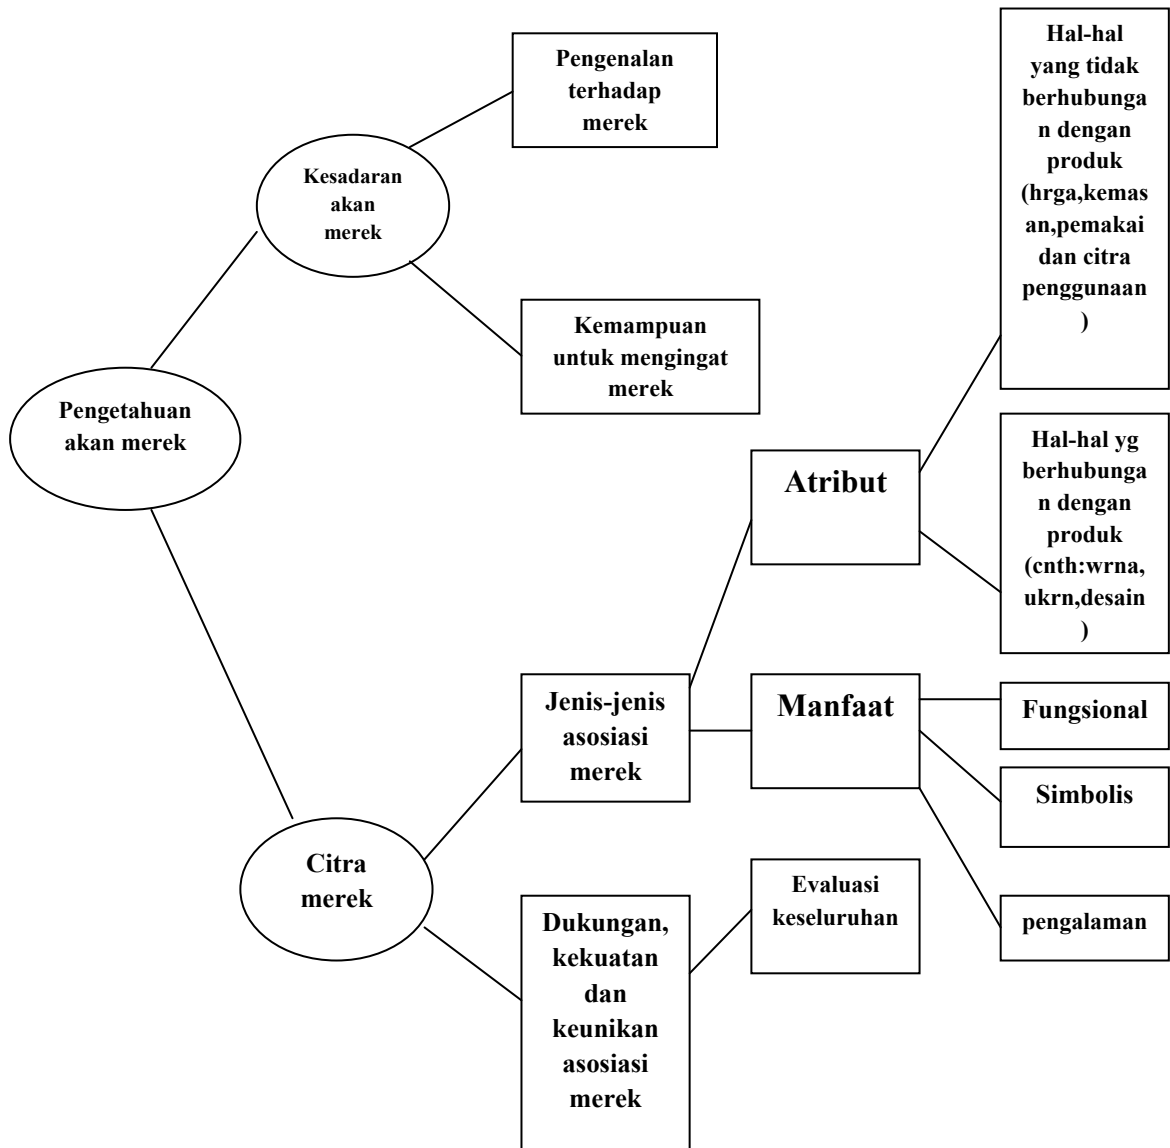 Pengenalan
terhadap
merek
Kesadaran
akan
merek
Kemampuan
untuk mengingat
merek
Pengetahuan
akan merek
Hal-hal
yang tidak
berhubunga
n dengan
produk
(hrga,kemas
an,pemakai
dan citra
penggunaan
)
Atribut
Hal-hal yg
berhubunga
n dengan
produk
(cnth:wrna,
ukrn,desain
)
Jenis-jenis
asosiasi
merek
Manfaat
Fungsional
Simbolis
pengalaman
Citra
merek
Evaluasi
keseluruhan
Dukungan,
kekuatan
dan
keunikan
asosiasi
merek